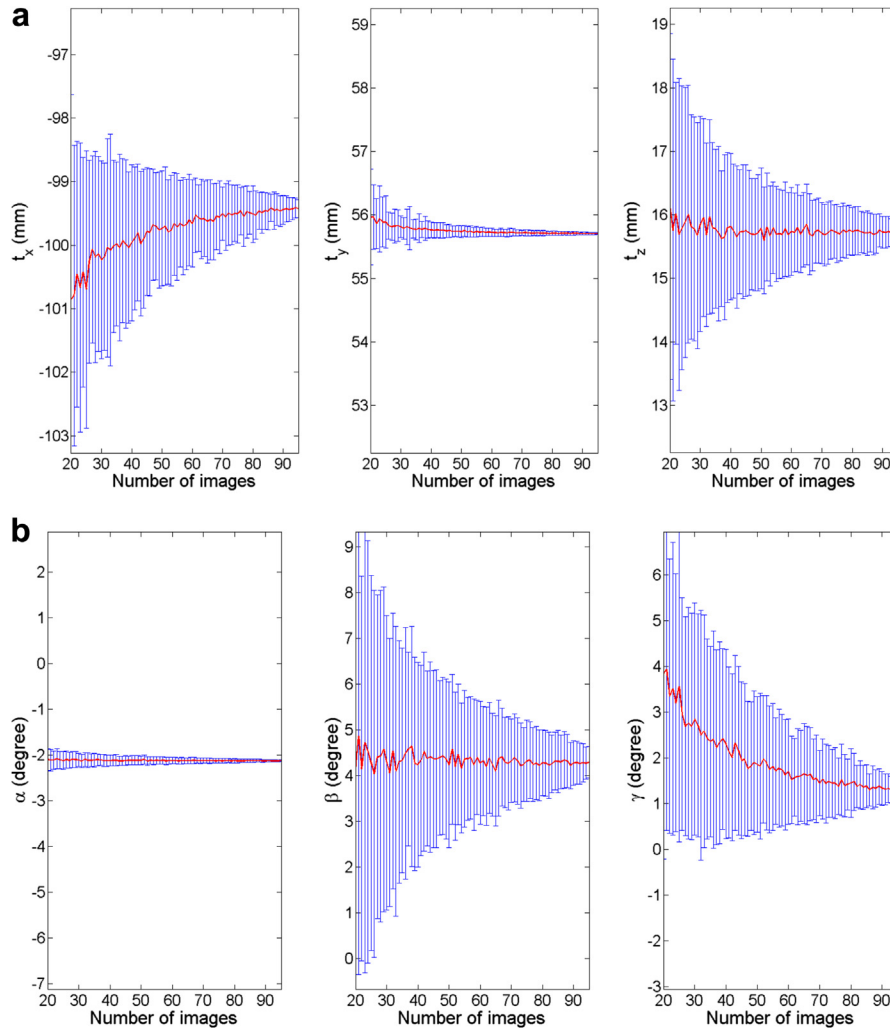 a
-97
-98
-99
-100
-101
-102
-103
t_x (mm)
20 30 40 50 60 70 80 90
Number of images
59
58
57
56
55
54
53
t_y (mm)
20 30 40 50 60 70 80 90
Number of images
19
18
17
16
15
14
13
t_z (mm)
20 30 40 50 60 70 80 90
Number of images
b
2
1
0
-1
-2
-3
-4
-5
-6
-7
α (degree)
20 30 40 50 60 70 80 90
Number of images
9
8
7
6
5
4
3
2
1
0
β (degree)
20 30 40 50 60 70 80 90
Number of images
6
5
4
3
2
1
0
-1
-2
-3
γ (degree)
20 30 40 50 60 70 80 90
Number of images